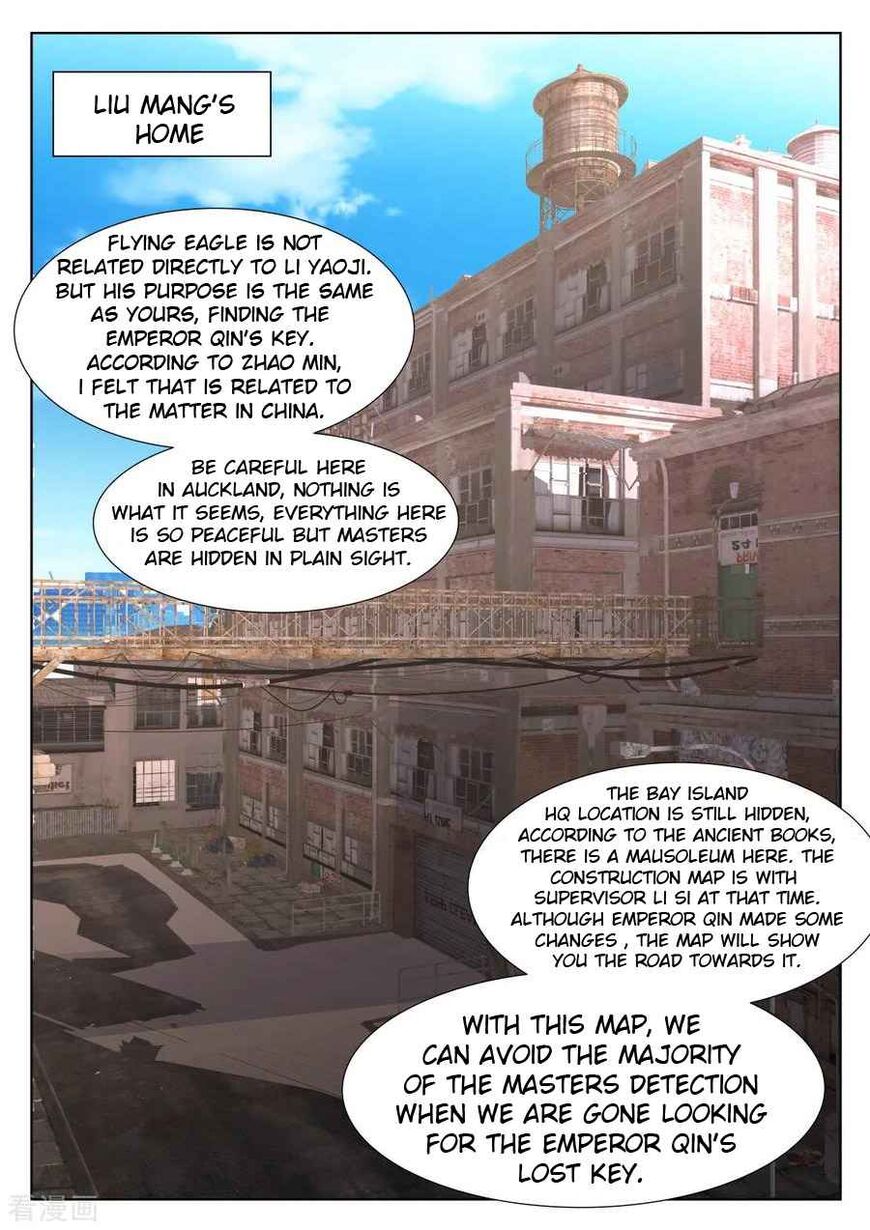 LIU MANG'S
HOME
FLYING EAGLE IS NOT
RELATED DIRECTLY TO LI YAOJI.
BUT HIS PURPOSE IS THE SAME
AS YOURS, FINDING THE
EMPEROR QIN'S KEY.
ACCORDING TO ZHAO MIN,
I FELT THAT IS RELATED TO
THE MATTER IN CHINA.
BE CAREFUL HERE
IN AUCKLAND, NOTHING IS
WHAT IT SEEMS, EVERYTHING HERE
IS SO PEACEFUL BUT MASTERS
ARE HIDDEN IN PLAIN SIGHT.
THE BAY ISLAND
HQ LOCATION IS STILL HIDDEN,
ACCORDING TO THE ANCIENT BOOKS,
THERE IS A MAUSOLEUM HERE. THE
CONSTRUCTION MAP IS WITH
SUPERVISOR LI SI AT THAT TIME.
ALTHOUGH EMPEROR QIN MADE SOME
CHANGES , THE MAP WILL SHOW
YOU THE ROAD TOWARDS IT.
WITH THIS MAP, WE
CAN AVOID THE MAJORITY
OF THE MASTERS DETECTION
WHEN WE ARE GONE LOOKING
FOR THE EMPEROR QIN'S
LOST KEY.
看漫画